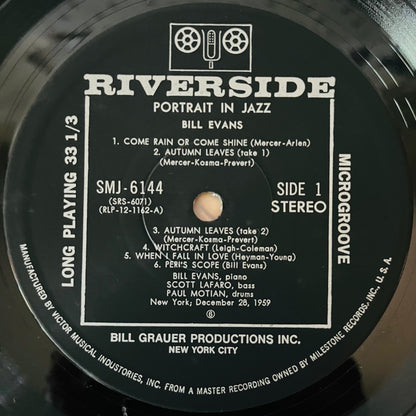 RIVERSIDE
PORTRAIT IN JAZZ
BILL EVANS
1. COME RAIN OR COME SHINE (Mercer-Arlen)
2. AUTUMN LEAVES (take 1)
(Mercer-Kosma-Prevert)
LONG PLAYING 33 1/3
MICROGROOVE
SMJ-6144
(SRS-6071)
(RLP-12-1162-A)
SIDE 1
STEREO
3. AUTUMN LEAVES (take 2)
(Mercer-Kosma-Prevert)
4. WITCHCRAFT (Leigh-Coleman)
5. WHEN I FALL IN LOVE (Heyman-Young)
6. PERI'S SCOPE (Bill Evans)
BILL EVANS, piano
SCOTT LAFARO, bass
PAUL MOTIAN, drums
New York; December 28, 1959
6
BILL GRAUER PRODUCTIONS INC.
NEW YORK CITY
MANUFACTURED BY VICTOR MUSICAL INDUSTRIES, INC. FROM A MASTER RECORDING OWNED BY MILESTONE RECORDS, INC., U. S. A.